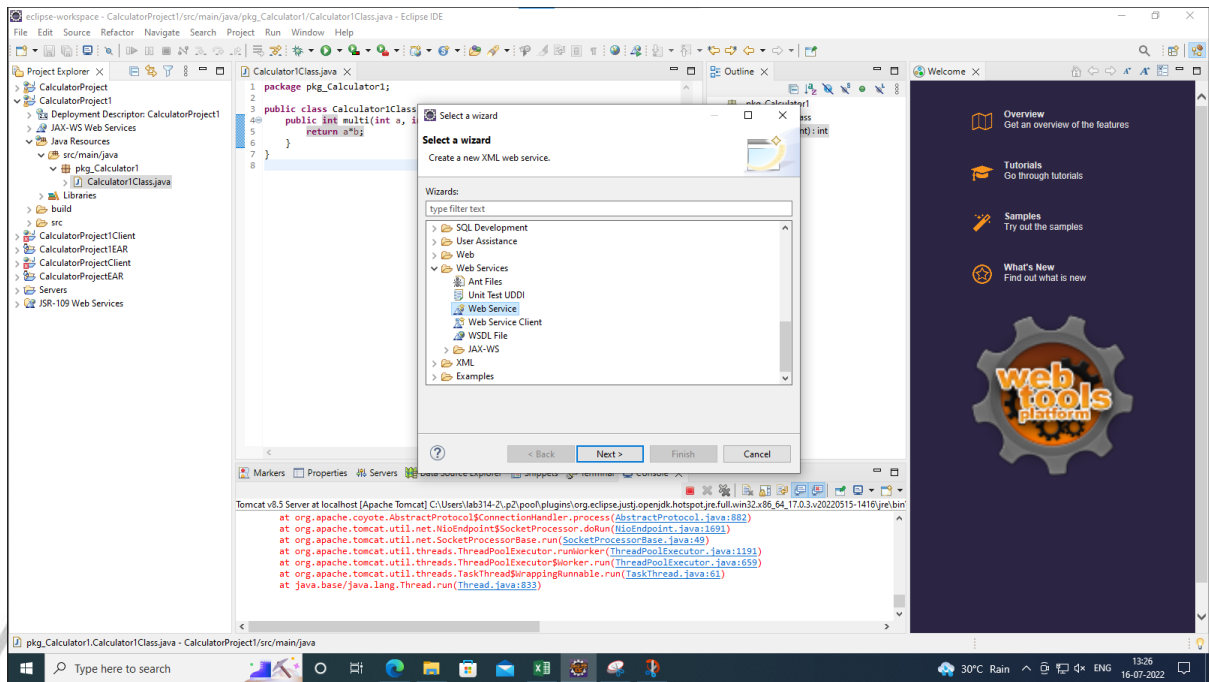 eclipse-workspace - CalculatorProject1/src/main/java/pkg_Calculator1/Calculator1Class.java - Eclipse IDE
File Edit Source Refactor Navigate Search Project Run Window Help
Project Explorer
CalculatorProject
CalculatorProject1
Deployment Descriptor: CalculatorProject1
JAX-WS Web Services
Java Resources
src/main/java
pkg_Calculator1
Calculator1Class.java
Libraries
build
src
CalculatorProject1Client
CalculatorProject1EAR
CalculatorProjectClient
CalculatorProjectEAR
Servers
JSR-109 Web Services
Calculator1Class.java
1 package pkg_Calculator1;
2
3 public class Calculator1Class
4 public int multi(int a, i
5 return a*b;
6 }
7 }
8
Outline
pkg_Calculator1
ass
nt) : int
Select a wizard
Select a wizard
Create a new XML web service.
Wizards:
type filter text
SQL Development
User Assistance
Web
Web Services
Ant Files
Unit Test UDDI
Web Service
Web Service Client
WSDL File
JAX-WS
XML
Examples
< Back Next > Finish Cancel
Welcome
Overview
Get an overview of the features
Tutorials
Go through tutorials
Samples
Try out the samples
What's New
Find out what is new
web
tools
platform
Markers Properties Servers Data Source Explorer Snippets Terminal Console
Tomcat v8.5 Server at localhost [Apache Tomcat] C:\Users\lab314-2\.p2\pool\plugins\org.eclipse.justj.openjdk.hotspot.jre.full.win32.x86_64_17.0.3.v20220515-1416\jre\bin\
at org.apache.coyote.AbstractProtocol$ConnectionHandler.process(AbstractProtocol.java:882)
at org.apache.tomcat.util.net.NioEndpoint$SocketProcessor.doRun(NioEndpoint.java:1691)
at org.apache.tomcat.util.net.SocketProcessorBase.run(SocketProcessorBase.java:49)
at org.apache.tomcat.util.threads.ThreadPoolExecutor.runWorker(ThreadPoolExecutor.java:1191)
at org.apache.tomcat.util.threads.ThreadPoolExecutor$Worker.run(ThreadPoolExecutor.java:659)
at org.apache.tomcat.util.threads.TaskThread$WrappingRunnable.run(TaskThread.java:61)
at java.base/java.lang.Thread.run(Thread.java:833)
pkg_Calculator1.Calculator1Class.java - CalculatorProject1/src/main/java
Type here to search
30°C Rain
ENG
13:26
16-07-2022